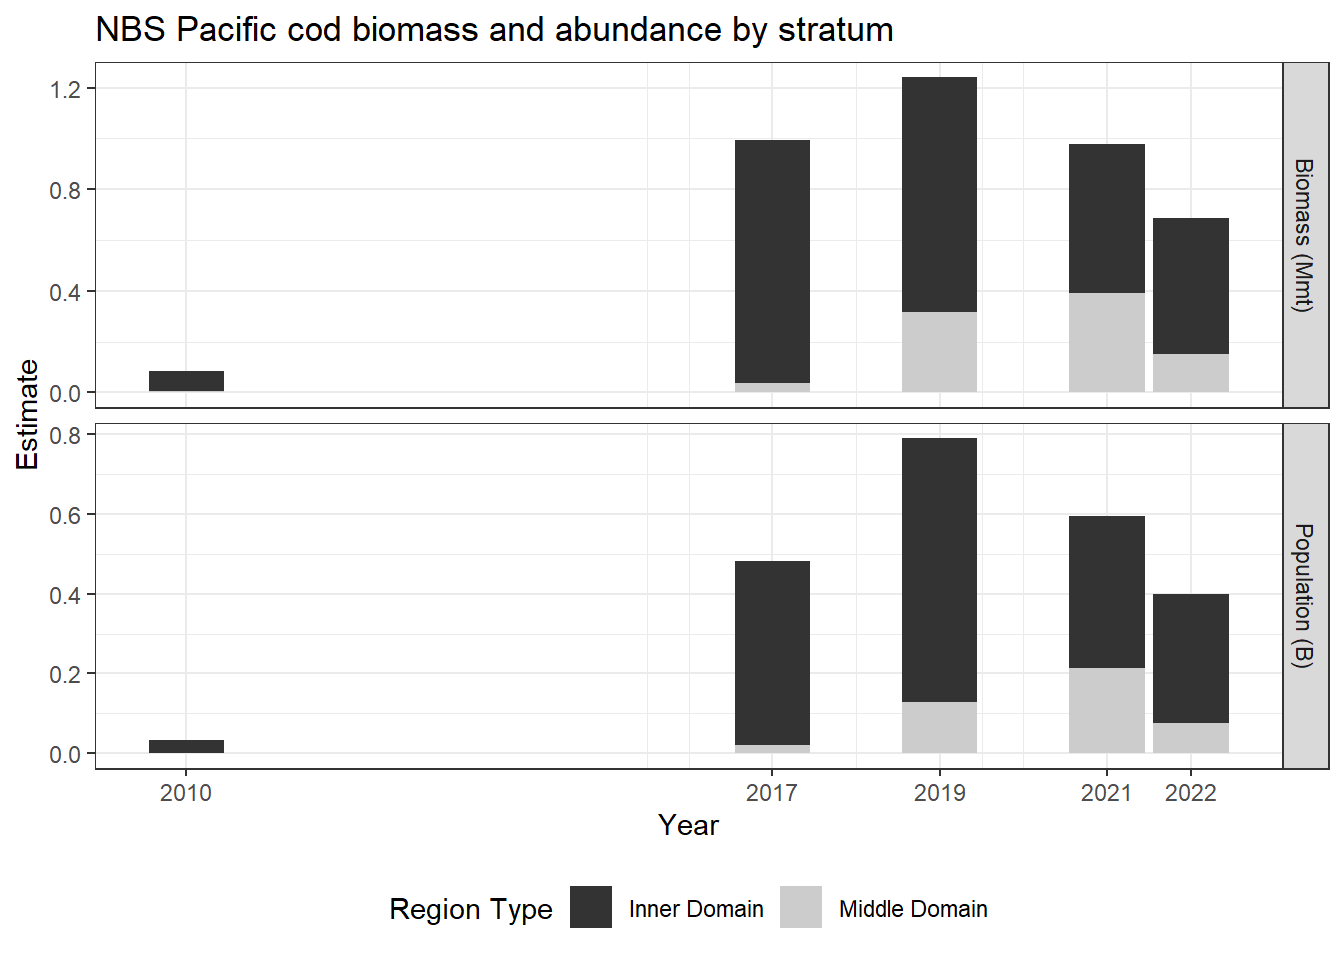 NBS Pacific cod biomass and abundance by stratum
1.2
0.8
0.4
0.0
Biomass (Mmt)
Estimate
0.8
0.6
0.4
0.2
0.0
Population (B)
2010 2017 2019 2021 2022
Year
Region Type Inner Domain Middle Domain